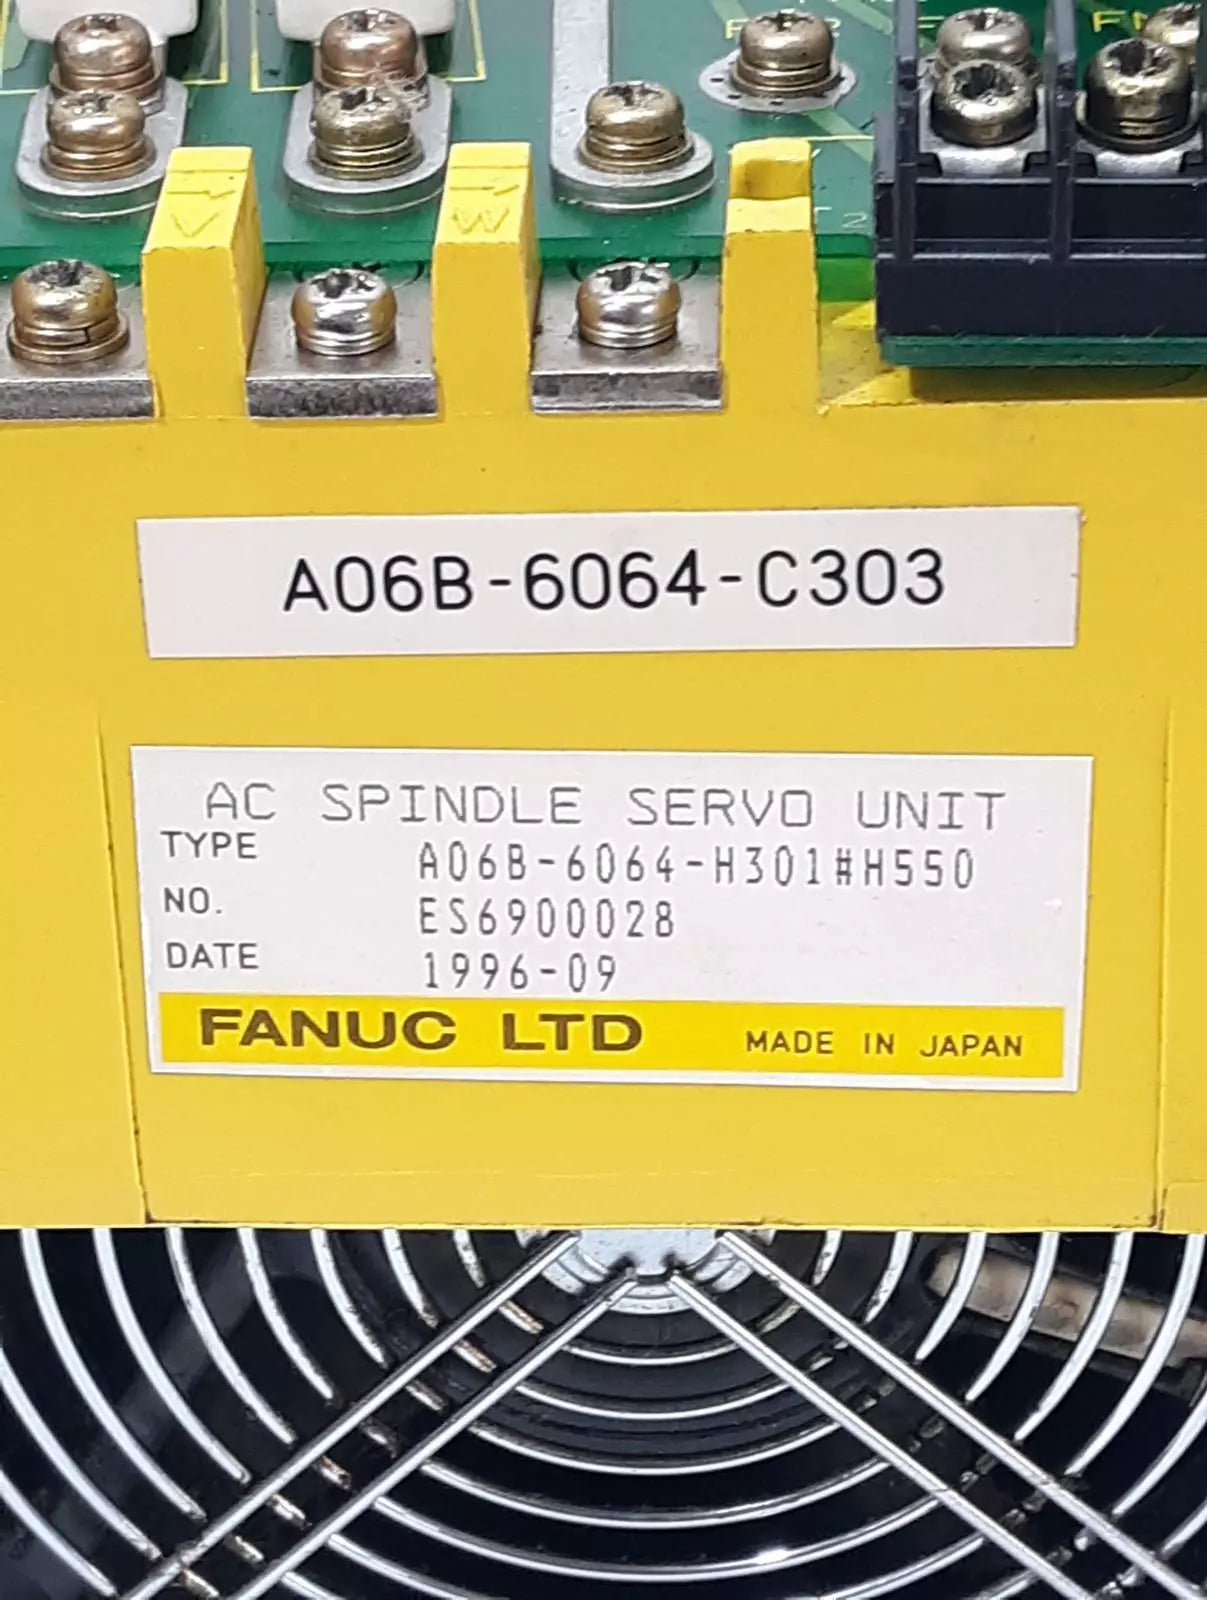 V
W
A06B-6064-C303
AC SPINDLE SERVO UNIT
TYPE A06B-6064-H301#H550
NO. ES6900028
DATE 1996-09
FANUC LTD MADE IN JAPAN